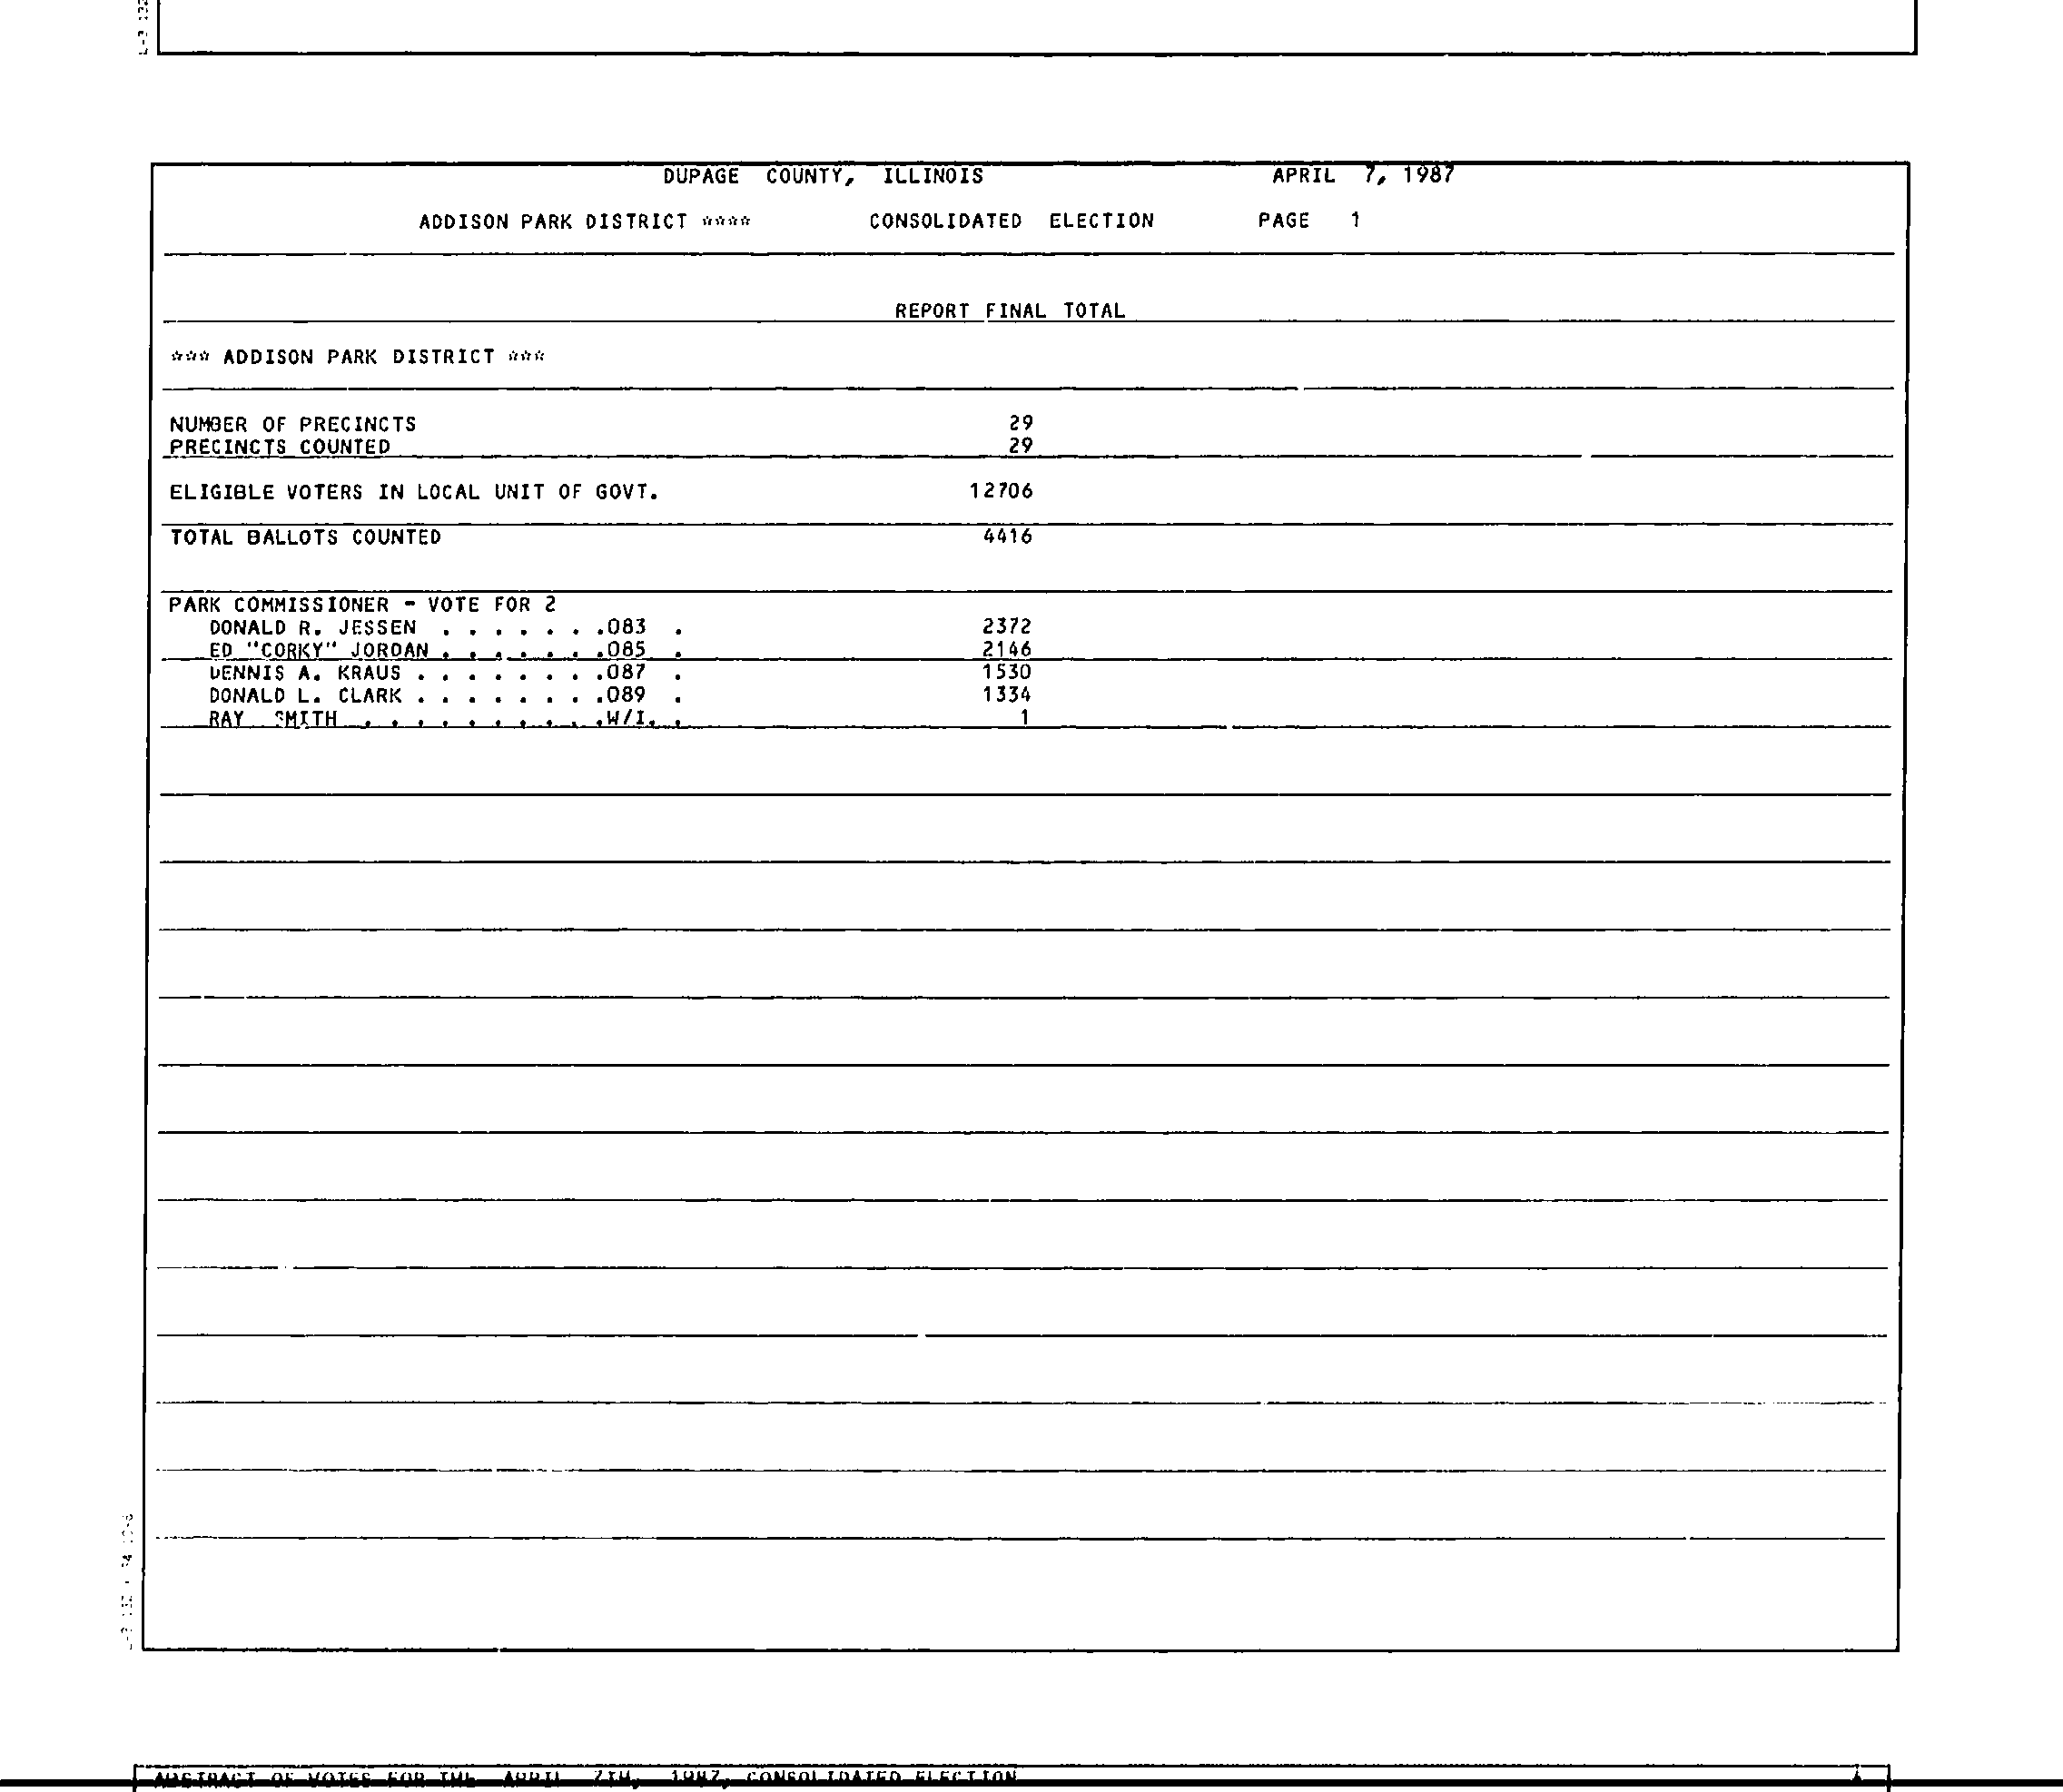 DUPAGE COUNTY, ILLINOIS APRIL 7, 1987
ADDISON PARK DISTRICT **** CONSOLIDATED ELECTION PAGE 1
REPORT FINAL TOTAL
*** ADDISON PARK DISTRICT ***
NUMBER OF PRECINCTS 29
PRECINCTS COUNTED 29
ELIGIBLE VOTERS IN LOCAL UNIT OF GOVT. 12706
TOTAL BALLOTS COUNTED 4416
PARK COMMISSIONER - VOTE FOR 2
DONALD R. JESSEN . . . . . . .083 . 2372
ED "CORKY" JORDAN . . . . . . .085 . 2146
DENNIS A. KRAUS . . . . . . . .087 . 1530
DONALD L. CLARK . . . . . . . .089 . 1334
RAY SMITH . . . . . . . . . .W/I. . 1
ABSTRACT OF VOTES FOR THE APRIL 7TH, 1987, CONSOLIDATED ELECTION